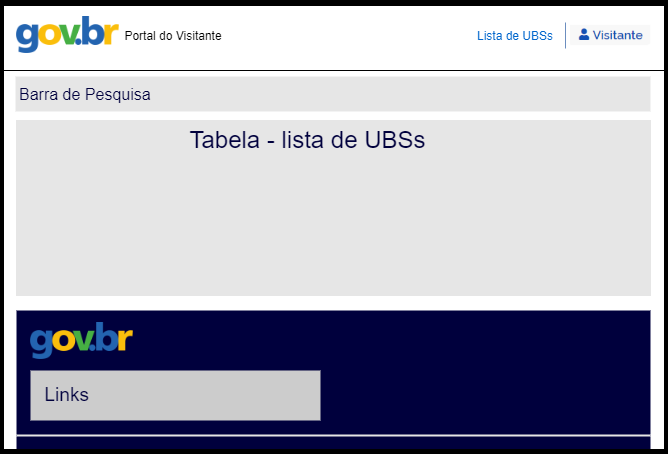 gov.br Portal do Visitante Lista de UBSs Visitante
Barra de Pesquisa
Tabela - lista de UBSs
gov.br
Links